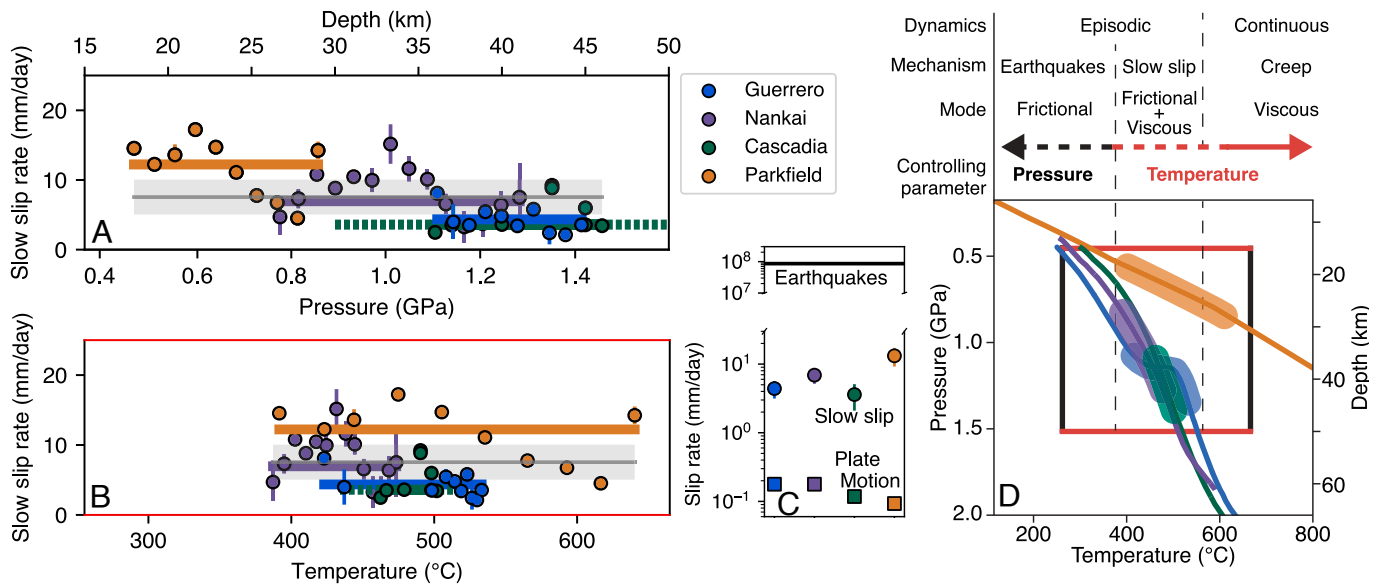 Depth (km)
15 20 25 30 35 40 45 50
Slow slip rate (mm/day)
20
10
0
A
0.4 0.6 0.8 1.0 1.2 1.4
Pressure (GPa)
Guerrero
Nankai
Cascadia
Parkfield
Slow slip rate (mm/day)
20
10
0
B
300 400 500 600
Temperature (°C)
10⁸
Earthquakes
10⁷
Slip rate (mm/day)
10¹
Slow slip
10⁰
Plate
Motion
10⁻¹
C
Dynamics Episodic Continuous
Mechanism Earthquakes Slow slip Creep
Mode Frictional Frictional + Viscous Viscous
Controlling parameter Pressure Temperature
Pressure (GPa)
0.5
1.0
1.5
2.0
D
20
40
60
Depth (km)
200 400 600 800
Temperature (°C)